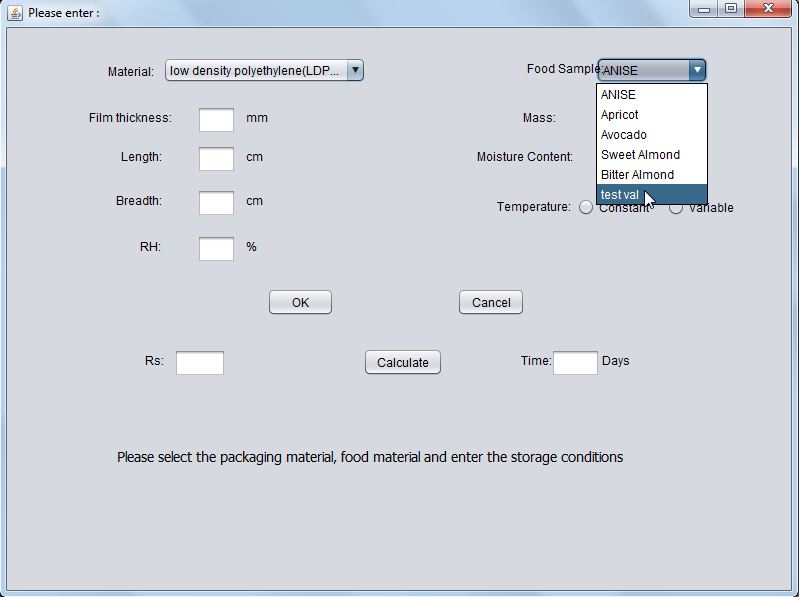 Please enter :
Material: low density polyethylene(LDP... Food Sample: ANISE
ANISE
Film thickness: mm Mass: Apricot
Avocado
Length: cm Moisture Content: Sweet Almond
Bitter Almond
test val
Breadth: cm Temperature: Constant Variable
RH: %
OK Cancel
Rs: Calculate Time: Days
Please select the packaging material, food material and enter the storage conditions